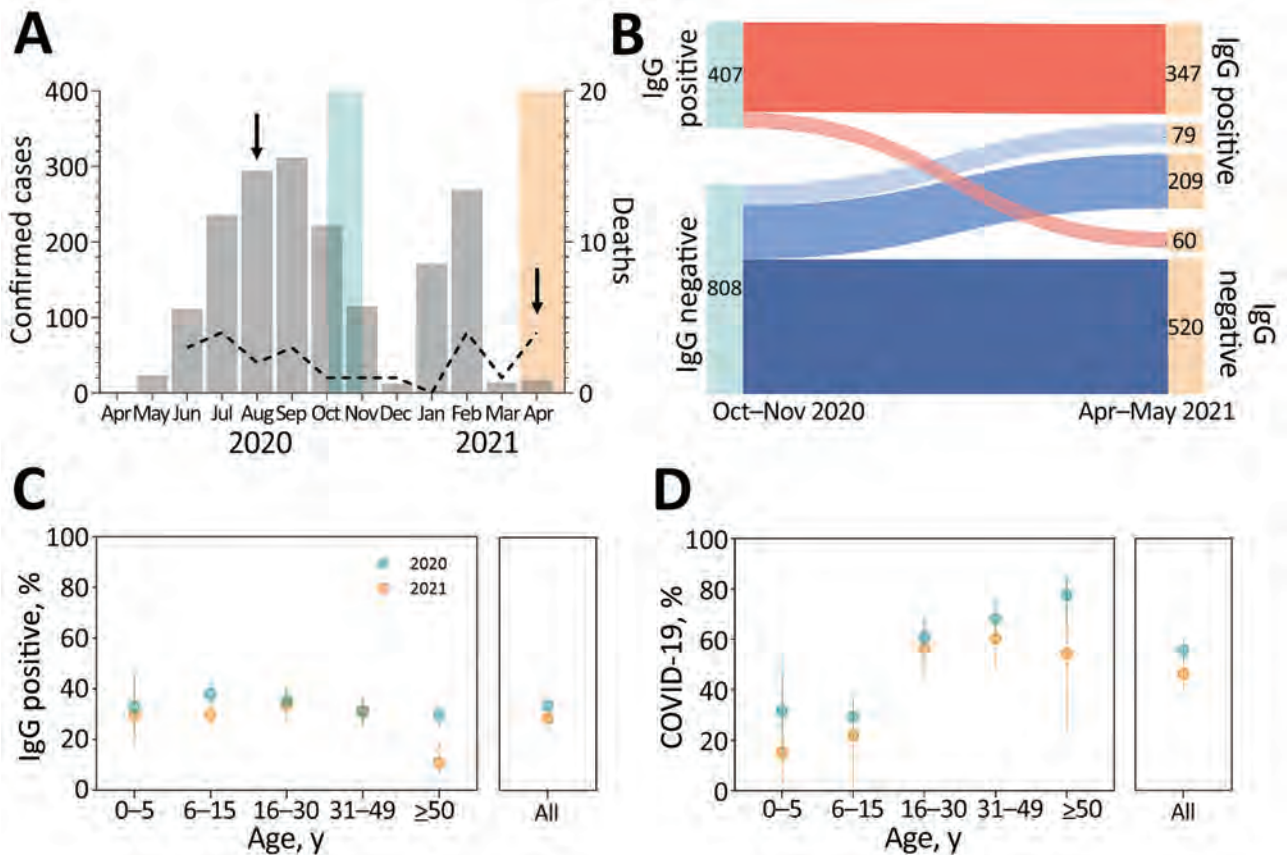 A
Confirmed cases
400
300
200
100
0
20
10
0
Deaths
Apr May Jun Jul Aug Sep Oct Nov Dec Jan Feb Mar Apr
2020 2021
B
IgG positive
407
IgG negative
808
347
79
209
60
520
IgG positive
IgG negative
Oct–Nov 2020 Apr–May 2021
C
IgG positive, %
100
80
60
40
20
0
2020
2021
0–5 6–15 16–30 31–49 ≥50 All
Age, y
D
COVID-19, %
100
80
60
40
20
0
0–5 6–15 16–30 31–49 ≥50 All
Age, y